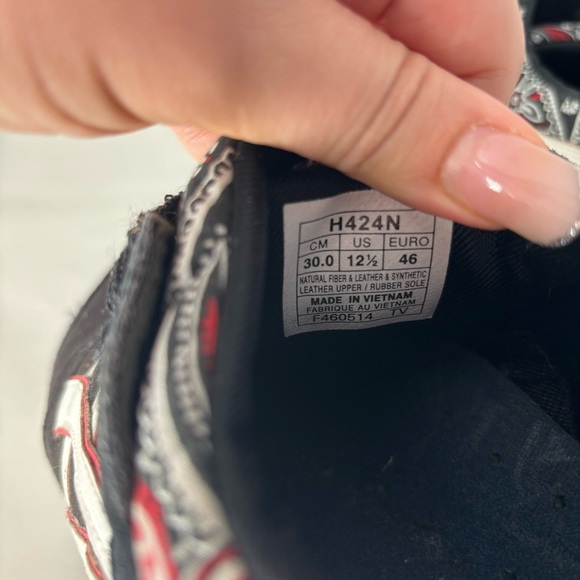 H424N
CM US EURO
30.0 12½ 46
NATURAL FIBER & LEATHER & SYNTHETIC
LEATHER UPPER / RUBBER SOLE
MADE IN VIETNAM
FABRIQUE AU VIETNAM
F460514 TV